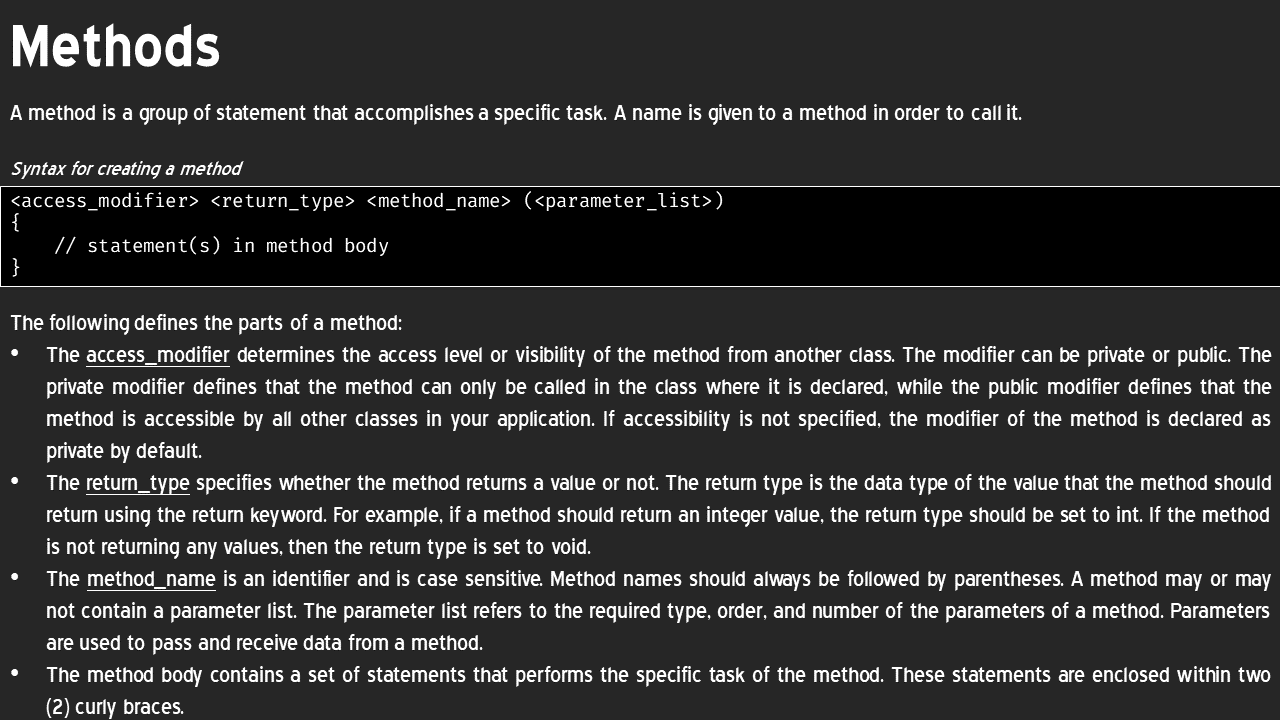 Methods
A method is a group of statement that accomplishes a specific task. A name is given to a method in order to call it.
Syntax for creating a method
<access_modifier> <return_type> <method_name> (<parameter_list>)
{
    // statement(s) in method body
}
The following defines the parts of a method:
• The access_modifier determines the access level or visibility of the method from another class. The modifier can be private or public. The
private modifier defines that the method can only be called in the class where it is declared, while the public modifier defines that the
method is accessible by all other classes in your application. If accessibility is not specified, the modifier of the method is declared as
private by default.
• The return_type specifies whether the method returns a value or not. The return type is the data type of the value that the method should
return using the return keyword. For example, if a method should return an integer value, the return type should be set to int. If the method
is not returning any values, then the return type is set to void.
• The method_name is an identifier and is case sensitive. Method names should always be followed by parentheses. A method may or may
not contain a parameter list. The parameter list refers to the required type, order, and number of the parameters of a method. Parameters
are used to pass and receive data from a method.
• The method body contains a set of statements that performs the specific task of the method. These statements are enclosed within two
(2) curly braces.